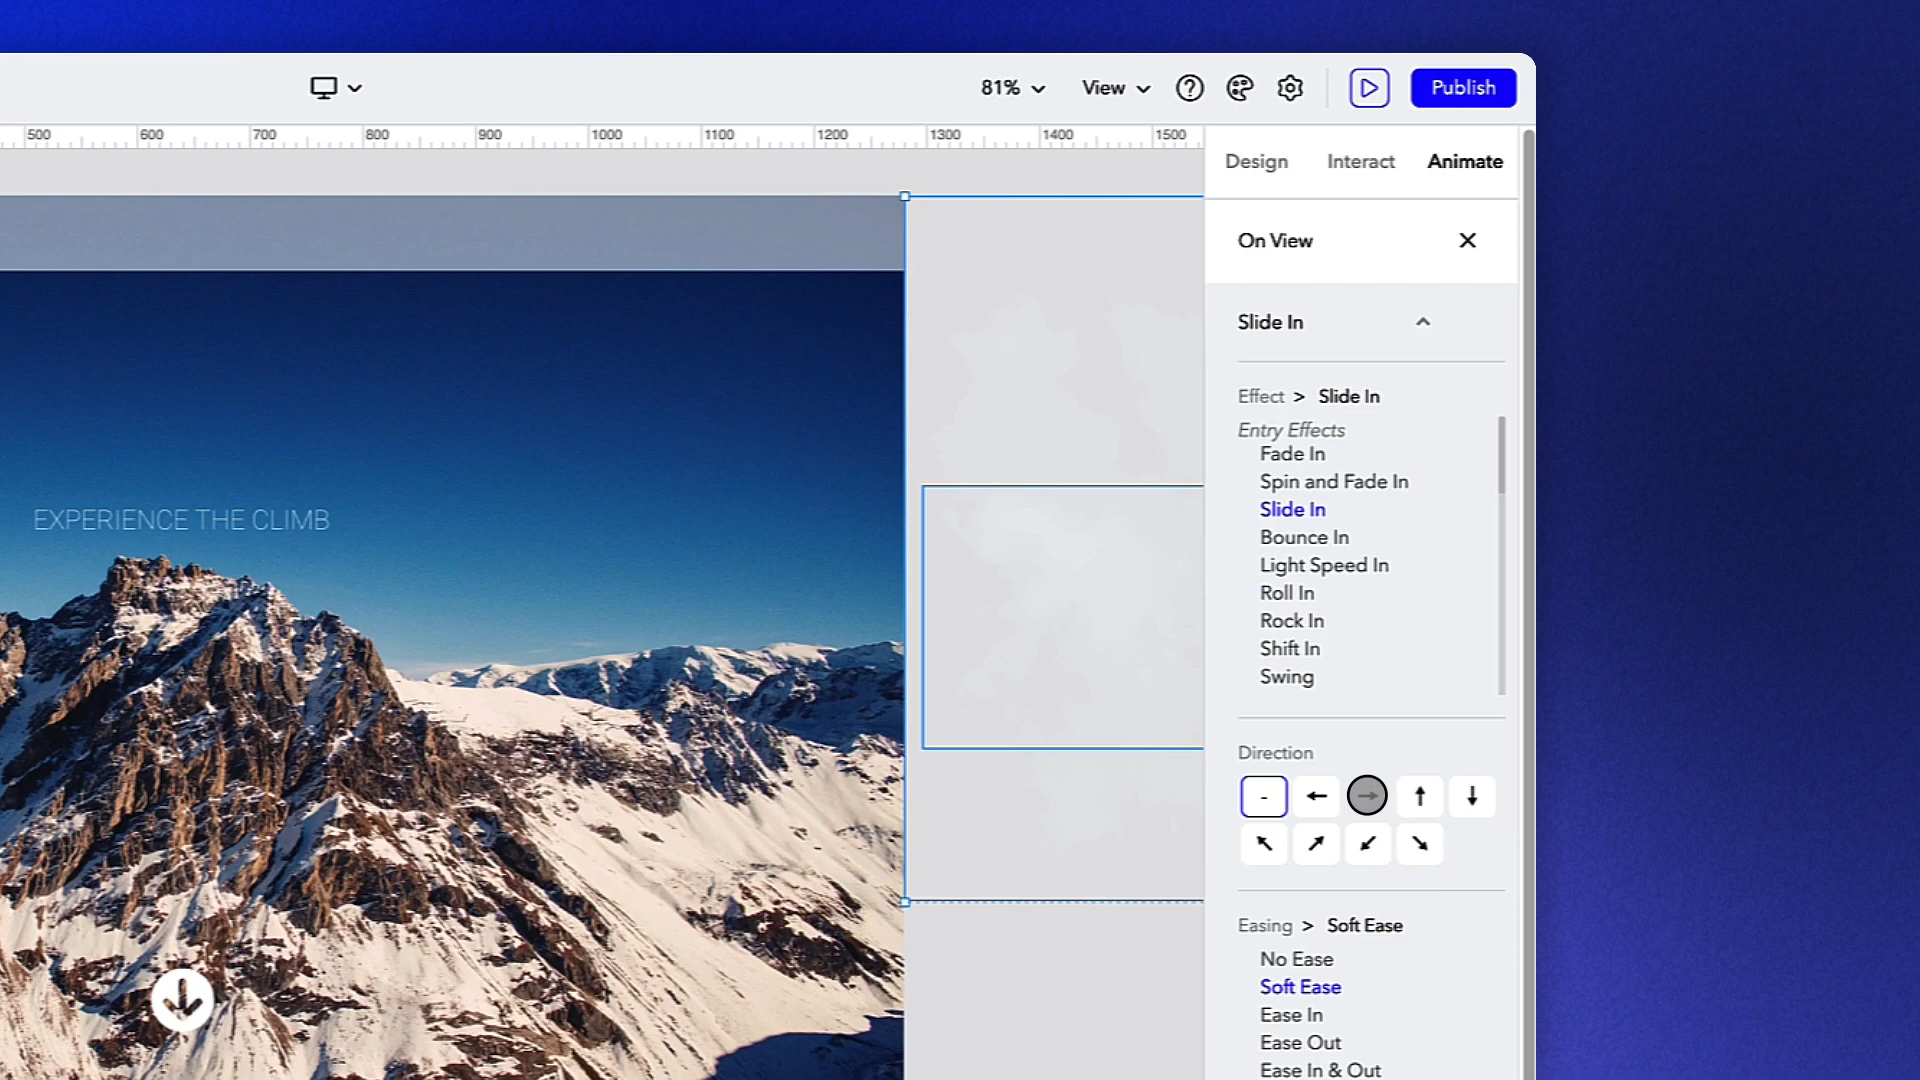 81% View Publish
500 600 700 800 900 1000 1100 1200 1300 1400 1500
Design Interact Animate
On View
Slide In
Effect > Slide In
Entry Effects
Fade In
Spin and Fade In
Slide In
Bounce In
Light Speed In
Roll In
Rock In
Shift In
Swing
EXPERIENCE THE CLIMB
Direction
-
Easing > Soft Ease
No Ease
Soft Ease
Ease In
Ease Out
Ease In & Out